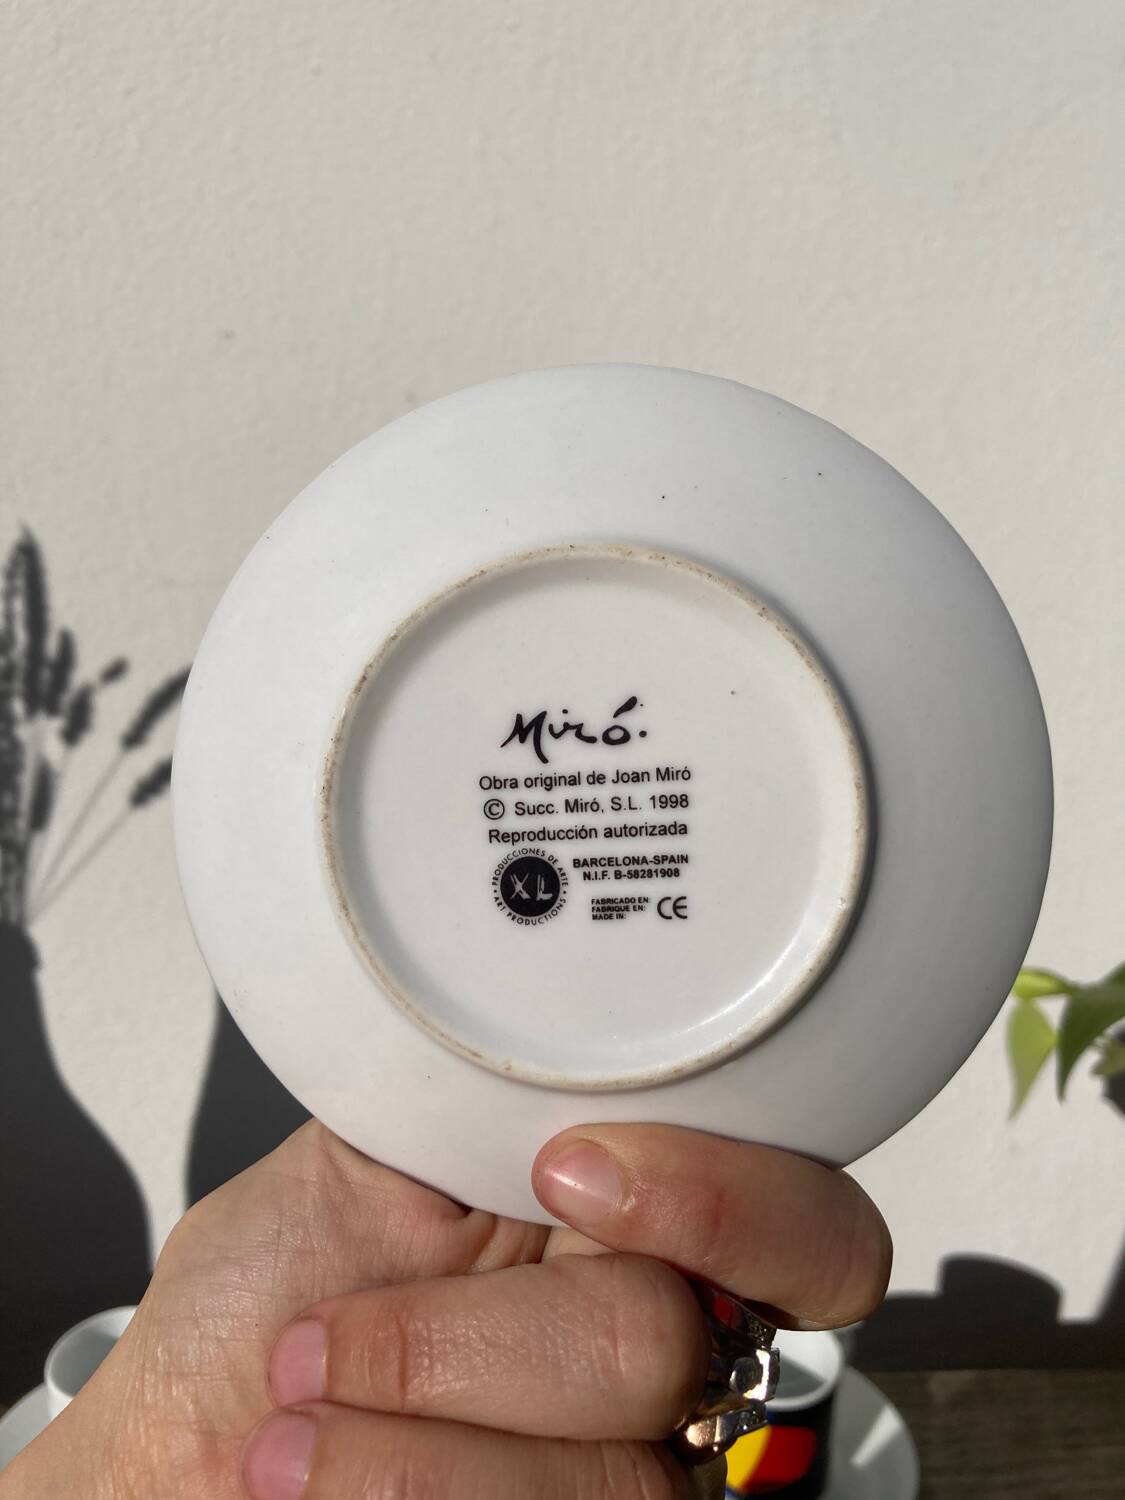 Miró.
Obra original de Joan Miró
© Succ. Miró, S.L. 1998
Reproducción autorizada
PRODUCCIONES DE ARTE
XL
ART PRODUCTIONS
BARCELONA-SPAIN
N.I.F. B-58281908
FABRICADO EN:
FABRIQUE EN:
MADE IN:
CE